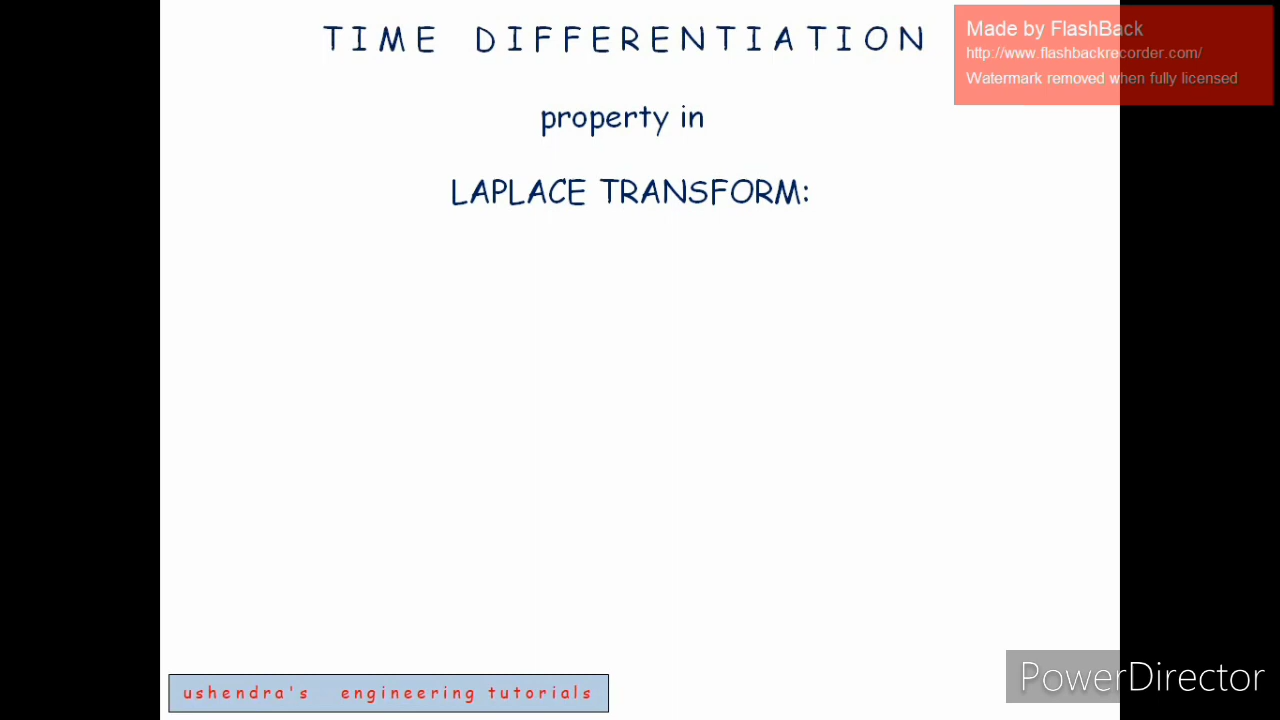 TIME DIFFERENTIATION
Made by FlashBack
http://www.flashbackrecorder.com/
Watermark removed when fully licensed
property in
LAPLACE TRANSFORM:
ushendra's engineering tutorials
PowerDirector